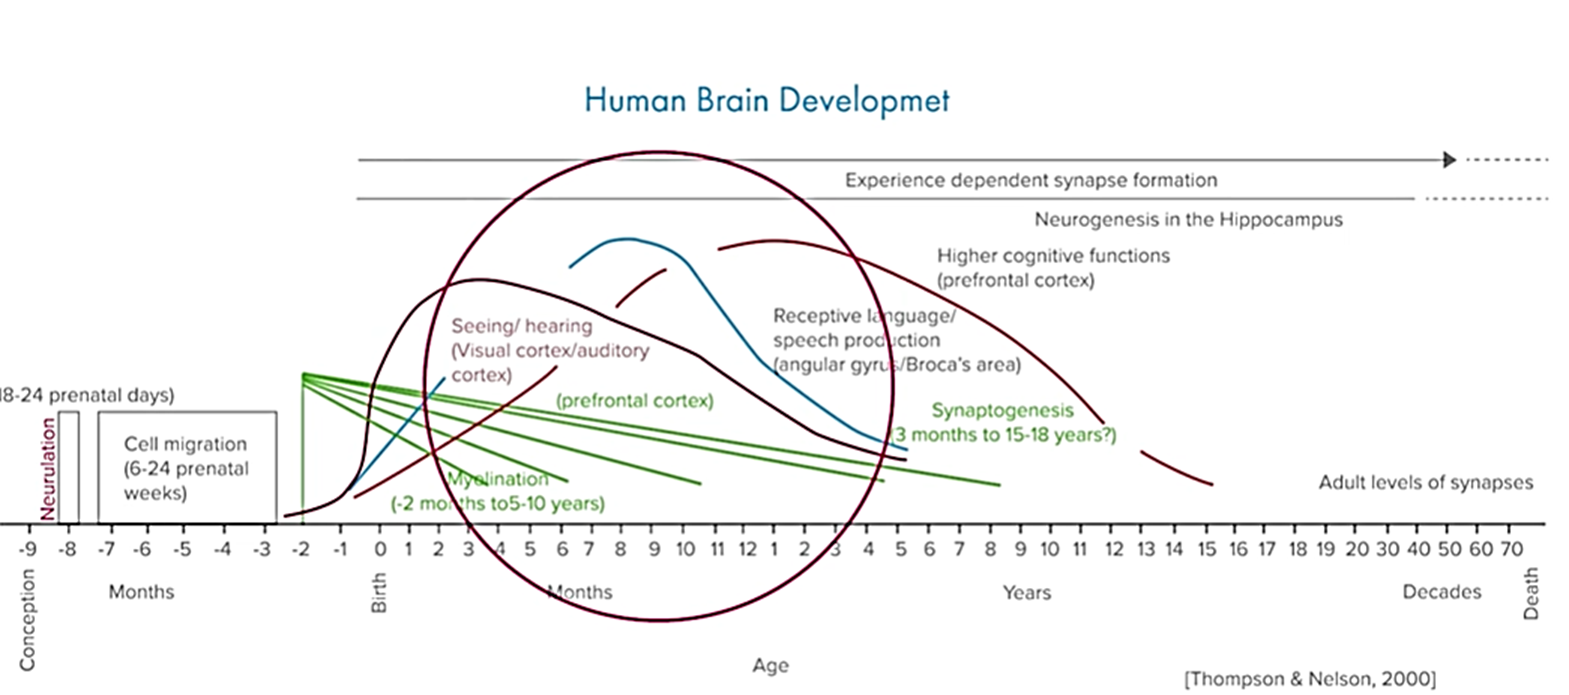 Human Brain Developmet
Experience dependent synapse formation
Neurogenesis in the Hippocampus
Higher cognitive functions
(prefrontal cortex)
Receptive language/
speech production
(angular gyrus/Broca's area)
Seeing/ hearing
(Visual cortex/auditory
cortex)
(prefrontal cortex)
Synaptogenesis
(3 months to 15-18 years?)
18-24 prenatal days)
Neurulation
Cell migration
(6-24 prenatal
weeks)
Myelination
(-2 months to5-10 years)
Adult levels of synapses
-9 -8 -7 -6 -5 -4 -3 -2 -1 0 1 2 3 4 5 6 7 8 9 10 11 12 1 2 3 4 5 6 7 8 9 10 11 12 13 14 15 16 17 18 19 20 30 40 50 60 70
Conception
Months
Birth
Months
Years
Decades
Death
Age
[Thompson & Nelson, 2000]